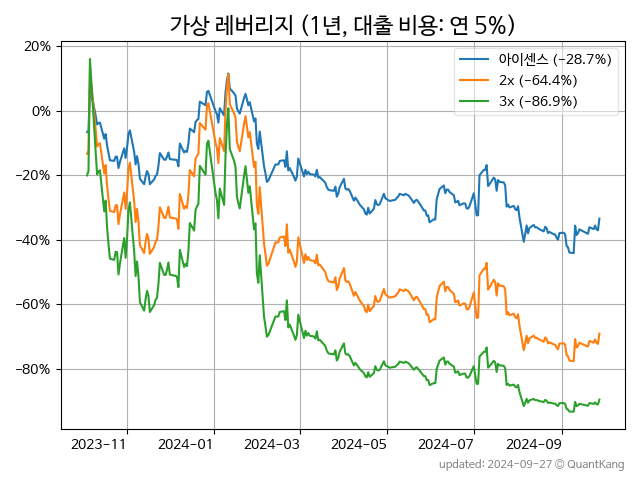 가상 레버리지 (1년, 대출 비용: 연 5%)
아이센스 (−28.7%)
2x (−64.4%)
3x (−86.9%)
20%
0%
−20%
−40%
−60%
−80%
2023-11 2024-01 2024-03 2024-05 2024-07 2024-09
updated: 2024-09-27 © QuantKang